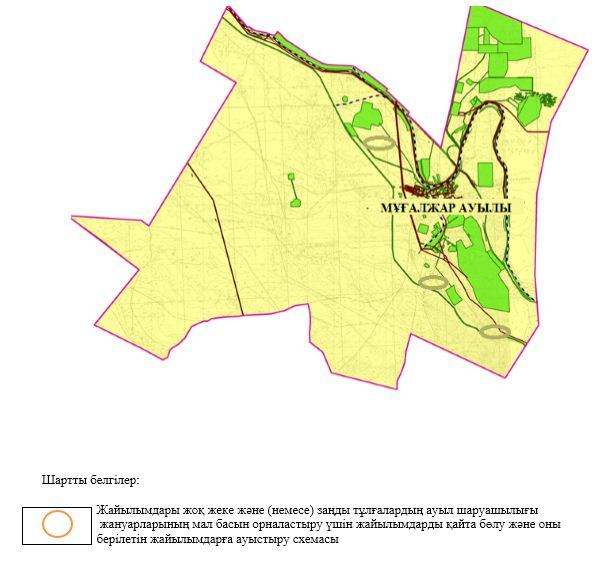 МҰҒАЛЖАР АУЫЛЫ
Шартты белгілер:
Жайылымдары жоқ жеке және (немесе) заңды тұлғалардың ауыл шаруашылығы
жануарларының мал басын орналастыру үшін жайылымдарды қайта бөлу және оны
берілетін жайылымдарға ауыстыру схемасы